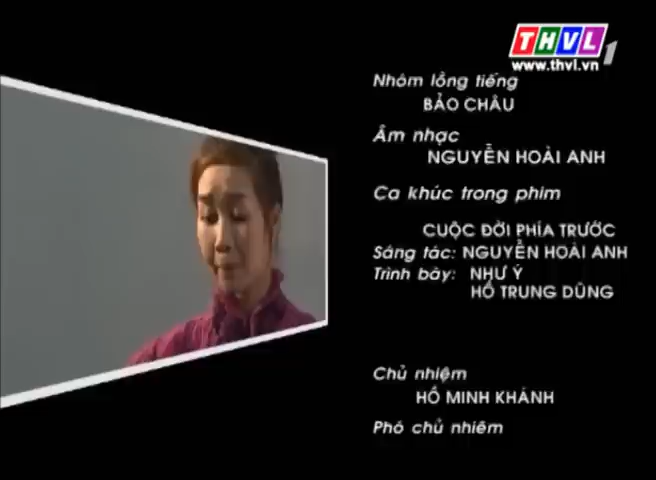 THVL1
www.thvl.vn
Nhóm lồng tiếng
BẢO CHÂU
Âm nhạc
NGUYỄN HOÀI ANH
Ca khúc trong phim
CUỘC ĐỜI PHÍA TRƯỚC
Sáng tác: NGUYỄN HOÀI ANH
Trình bày: NHƯ Ý
HỒ TRUNG DŨNG
Chủ nhiệm
HỒ MINH KHÁNH
Phó chủ nhiệm